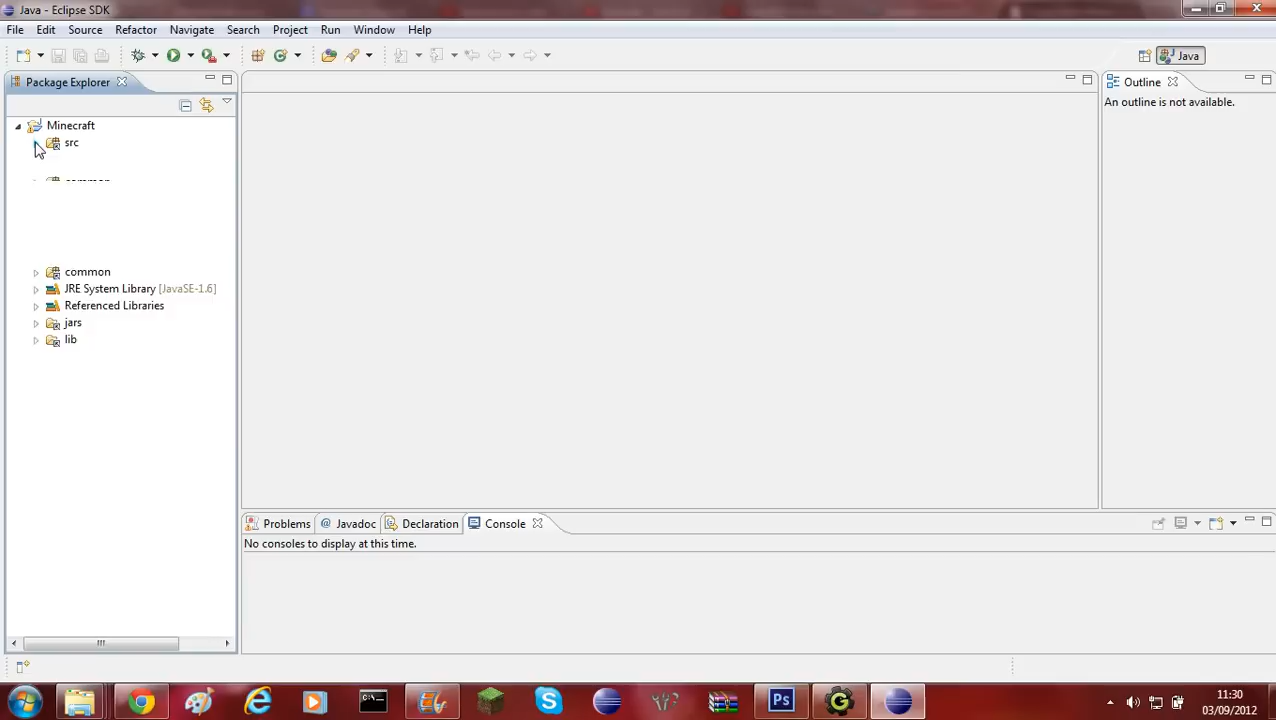 Java - Eclipse SDK
File Edit Source Refactor Navigate Search Project Run Window Help
Java
Package Explorer
Outline
An outline is not available.
Minecraft
src
common
common
JRE System Library [JavaSE-1.6]
Referenced Libraries
jars
lib
Problems @ Javadoc Declaration Console
No consoles to display at this time.
Ps
11:30
03/09/2012